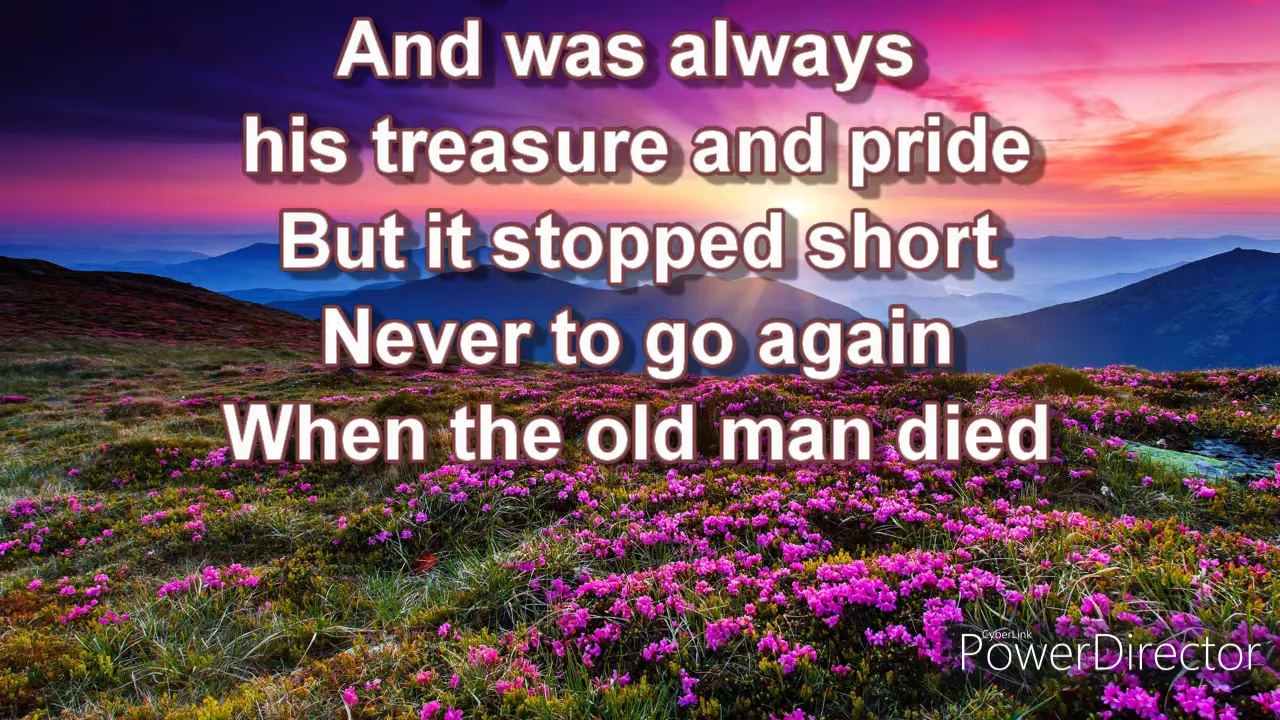 And was always
his treasure and pride
But it stopped short
Never to go again
When the old man died
CyberLink
PowerDirector